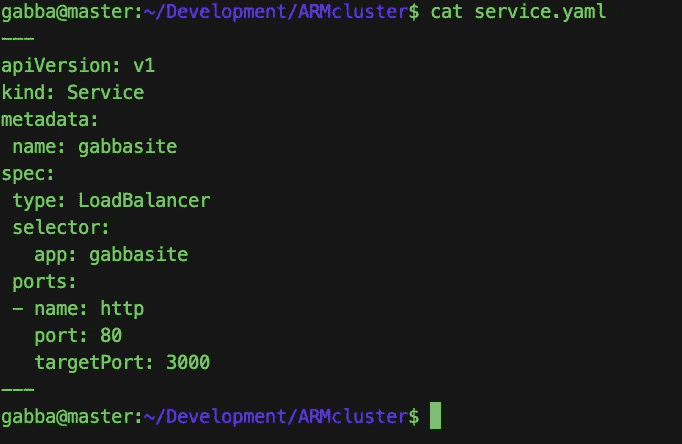 gabba@master:~/Development/ARMcluster$ cat service.yaml
---
apiVersion: v1
kind: Service
metadata:
 name: gabbasite
spec:
 type: LoadBalancer
 selector:
   app: gabbasite
 ports:
 - name: http
   port: 80
   targetPort: 3000
---
gabba@master:~/Development/ARMcluster$